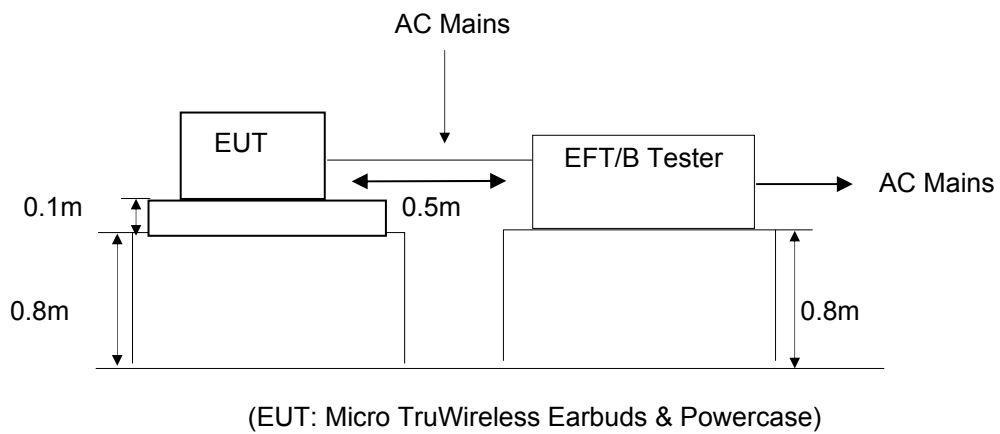 AC Mains
EUT
EFT/B Tester
AC Mains
0.1m
0.5m
0.8m
0.8m
(EUT: Micro TruWireless Earbuds & Powercase)